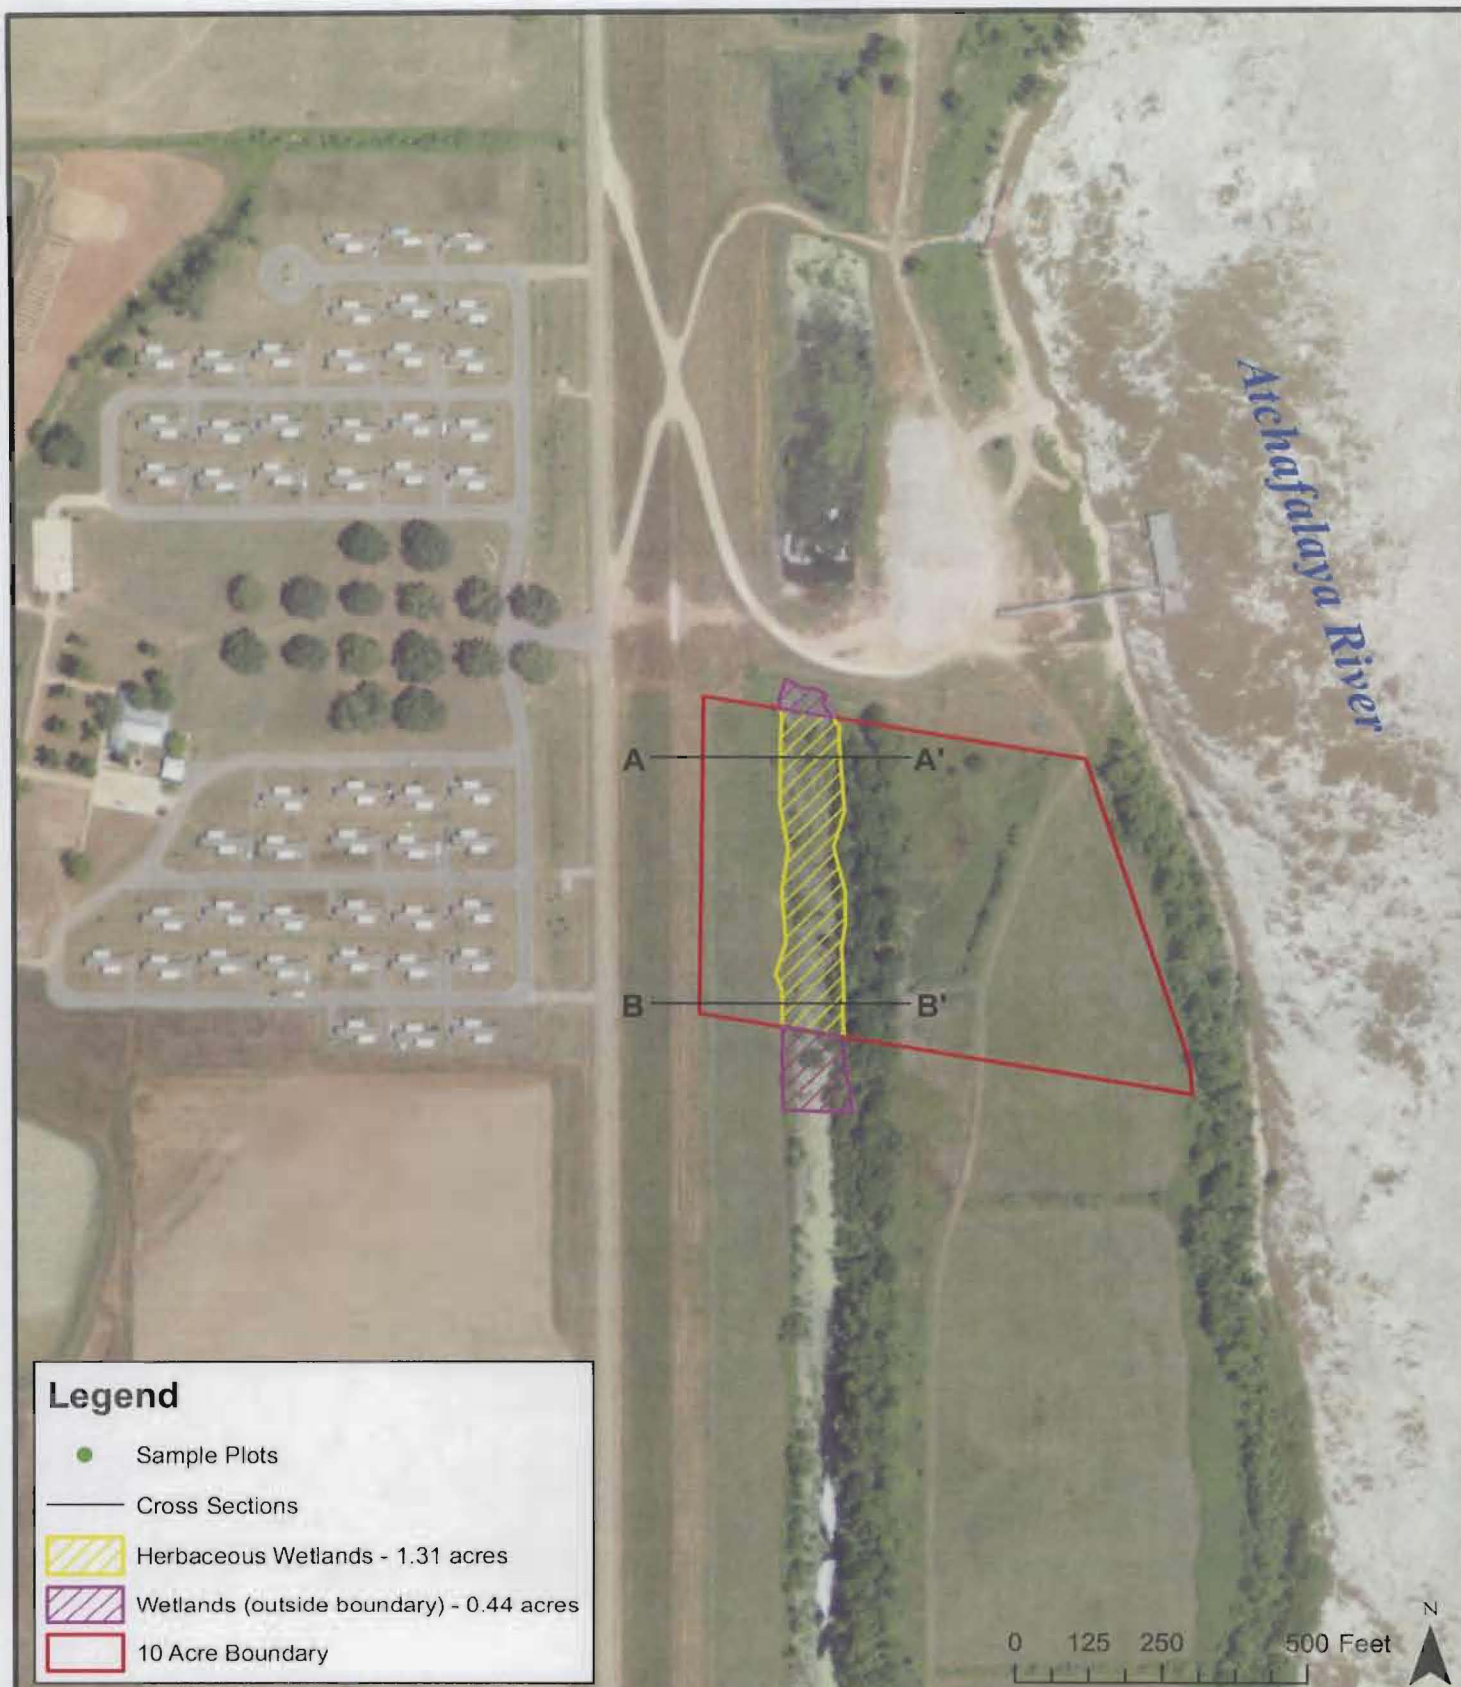 Atchafalaya River
A A'
B B'
Legend
Sample Plots
Cross Sections
Herbaceous Wetlands - 1.31 acres
Wetlands (outside boundary) - 0.44 acres
10 Acre Boundary
N
0 125 250 500 Feet